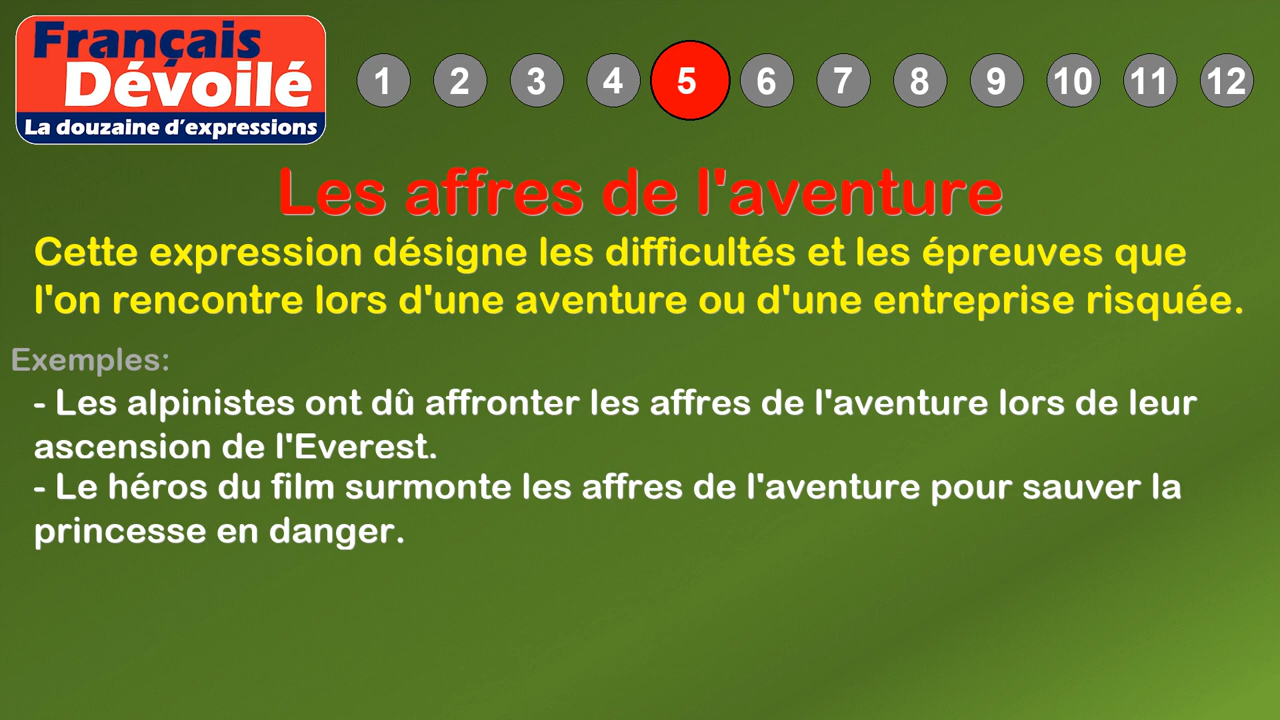 Français
Dévoilé
La douzaine d'expressions
1 2 3 4 5 6 7 8 9 10 11 12
Les affres de l'aventure
Cette expression désigne les difficultés et les épreuves que
l'on rencontre lors d'une aventure ou d'une entreprise risquée.
Exemples:
- Les alpinistes ont dû affronter les affres de l'aventure lors de leur
ascension de l'Everest.
- Le héros du film surmonte les affres de l'aventure pour sauver la
princesse en danger.